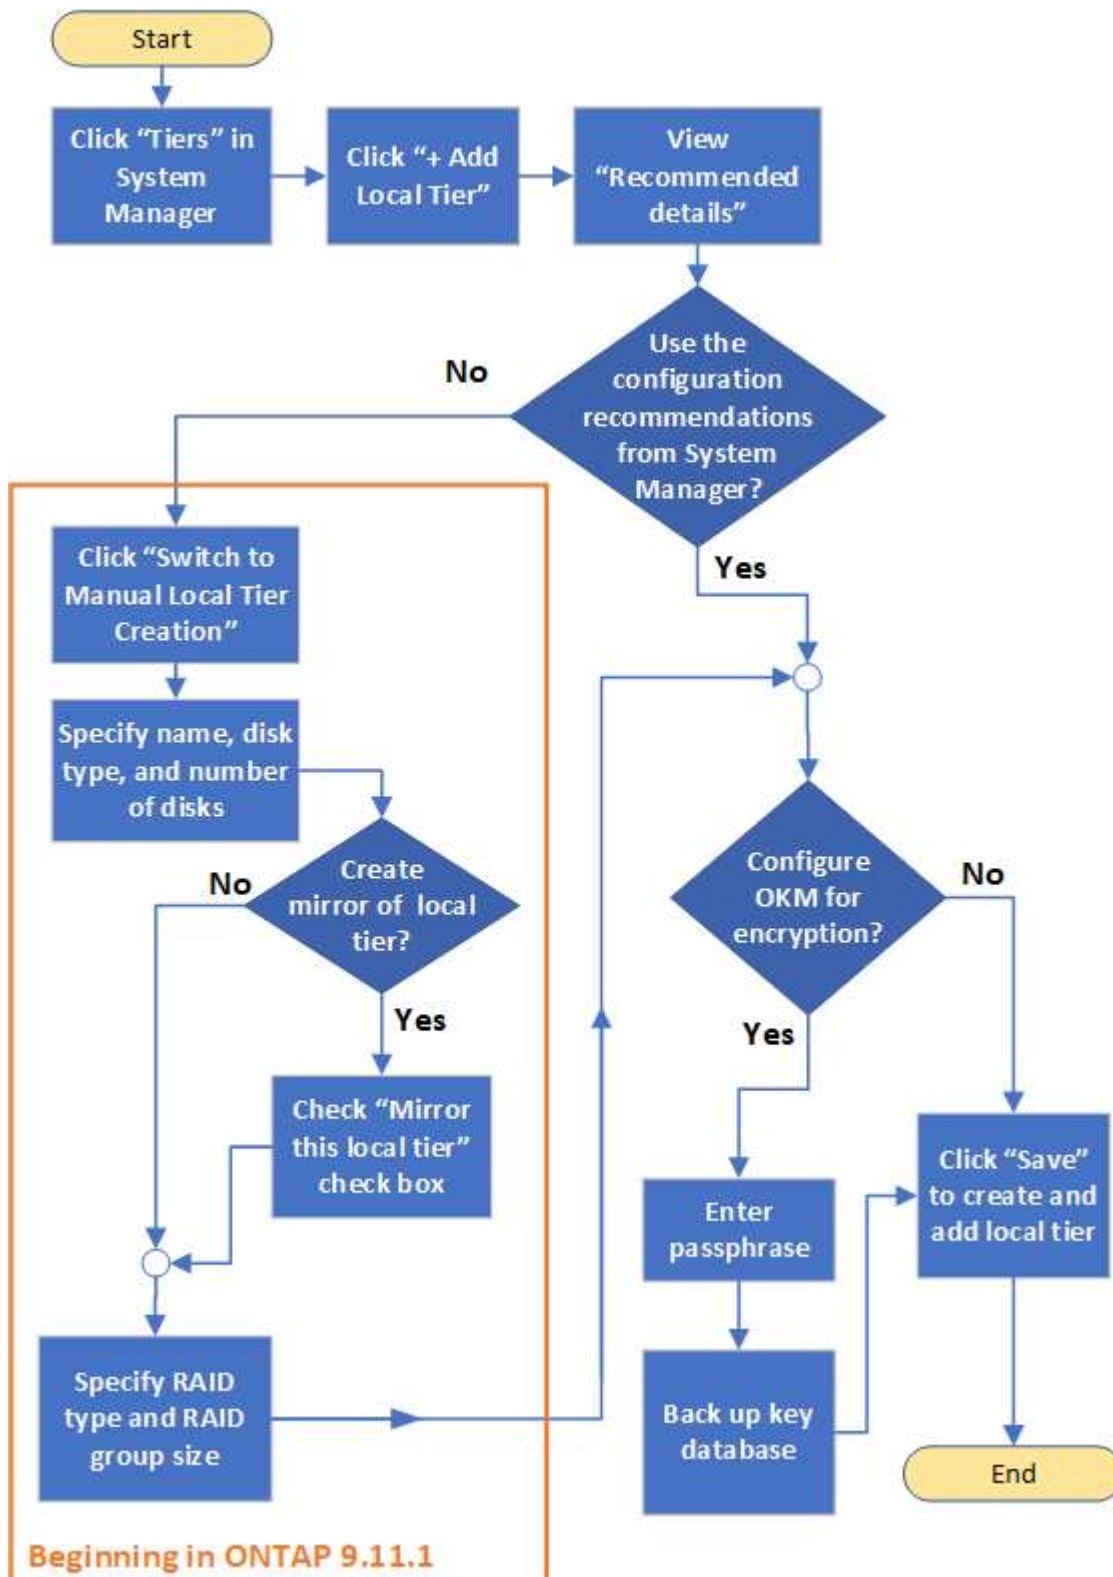 Start
Click “Tiers” in
System
Manager
Click “+ Add
Local Tier”
View
“Recommended
details”
Use the
configuration
recommendations
from System
Manager?
No
Yes
Click “Switch to
Manual Local Tier
Creation”
Specify name, disk
type, and number
of disks
Create
mirror of local
tier?
No
Yes
Check “Mirror
this local tier”
check box
Specify RAID
type and RAID
group size
Beginning in ONTAP 9.11.1
Configure
OKM for
encryption?
No
Yes
Enter
passphrase
Back up key
database
Click “Save”
to create and
add local tier
End